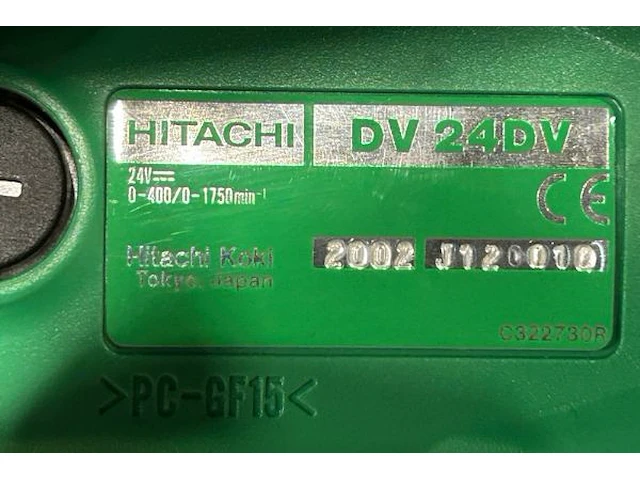 HITACHI DV 24DV
24V⎓
0-400/0-1750min⁻¹
CE
Hitachi Koki 2002
Tokyo, Japan
C322730R
>PC-GF15<